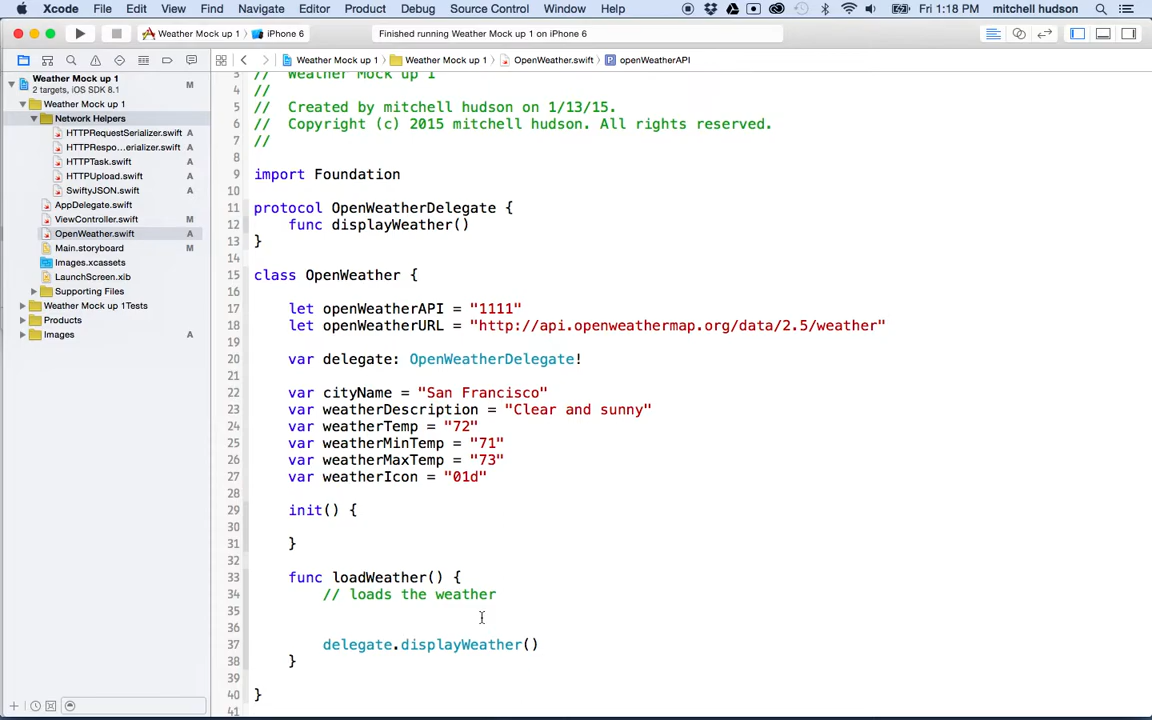 Xcode File Edit View Find Navigate Editor Product Debug Source Control Window Help Fri 1:18 PM mitchell hudson
Weather Mock up 1 iPhone 6 Finished running Weather Mock up 1 on iPhone 6
Weather Mock up 1 Weather Mock up 1 OpenWeather.swift P openWeatherAPI
Weather Mock up 1 M
2 targets, iOS SDK 8.1
Weather Mock up 1
Network Helpers
HTTPRequestSerializer.swift A
HTTPRespo...erializer.swift A
HTTPTask.swift A
HTTPUpload.swift A
SwiftyJSON.swift A
AppDelegate.swift
ViewController.swift M
OpenWeather.swift A
Main.storyboard M
Images.xcassets
LaunchScreen.xib
Supporting Files
Weather Mock up 1Tests
Products
Images A
3 // Weather Mock up 1
4 //
5 // Created by mitchell hudson on 1/13/15.
6 // Copyright (c) 2015 mitchell hudson. All rights reserved.
7 //
8
9 import Foundation
10
11 protocol OpenWeatherDelegate {
12 func displayWeather()
13 }
14
15 class OpenWeather {
16
17 let openWeatherAPI = "1111"
18 let openWeatherURL = "http://api.openweathermap.org/data/2.5/weather"
19
20 var delegate: OpenWeatherDelegate!
21
22 var cityName = "San Francisco"
23 var weatherDescription = "Clear and sunny"
24 var weatherTemp = "72"
25 var weatherMinTemp = "71"
26 var weatherMaxTemp = "73"
27 var weatherIcon = "01d"
28
29 init() {
30
31 }
32
33 func loadWeather() {
34 // loads the weather
35
36
37 delegate.displayWeather()
38 }
39
40 }
41